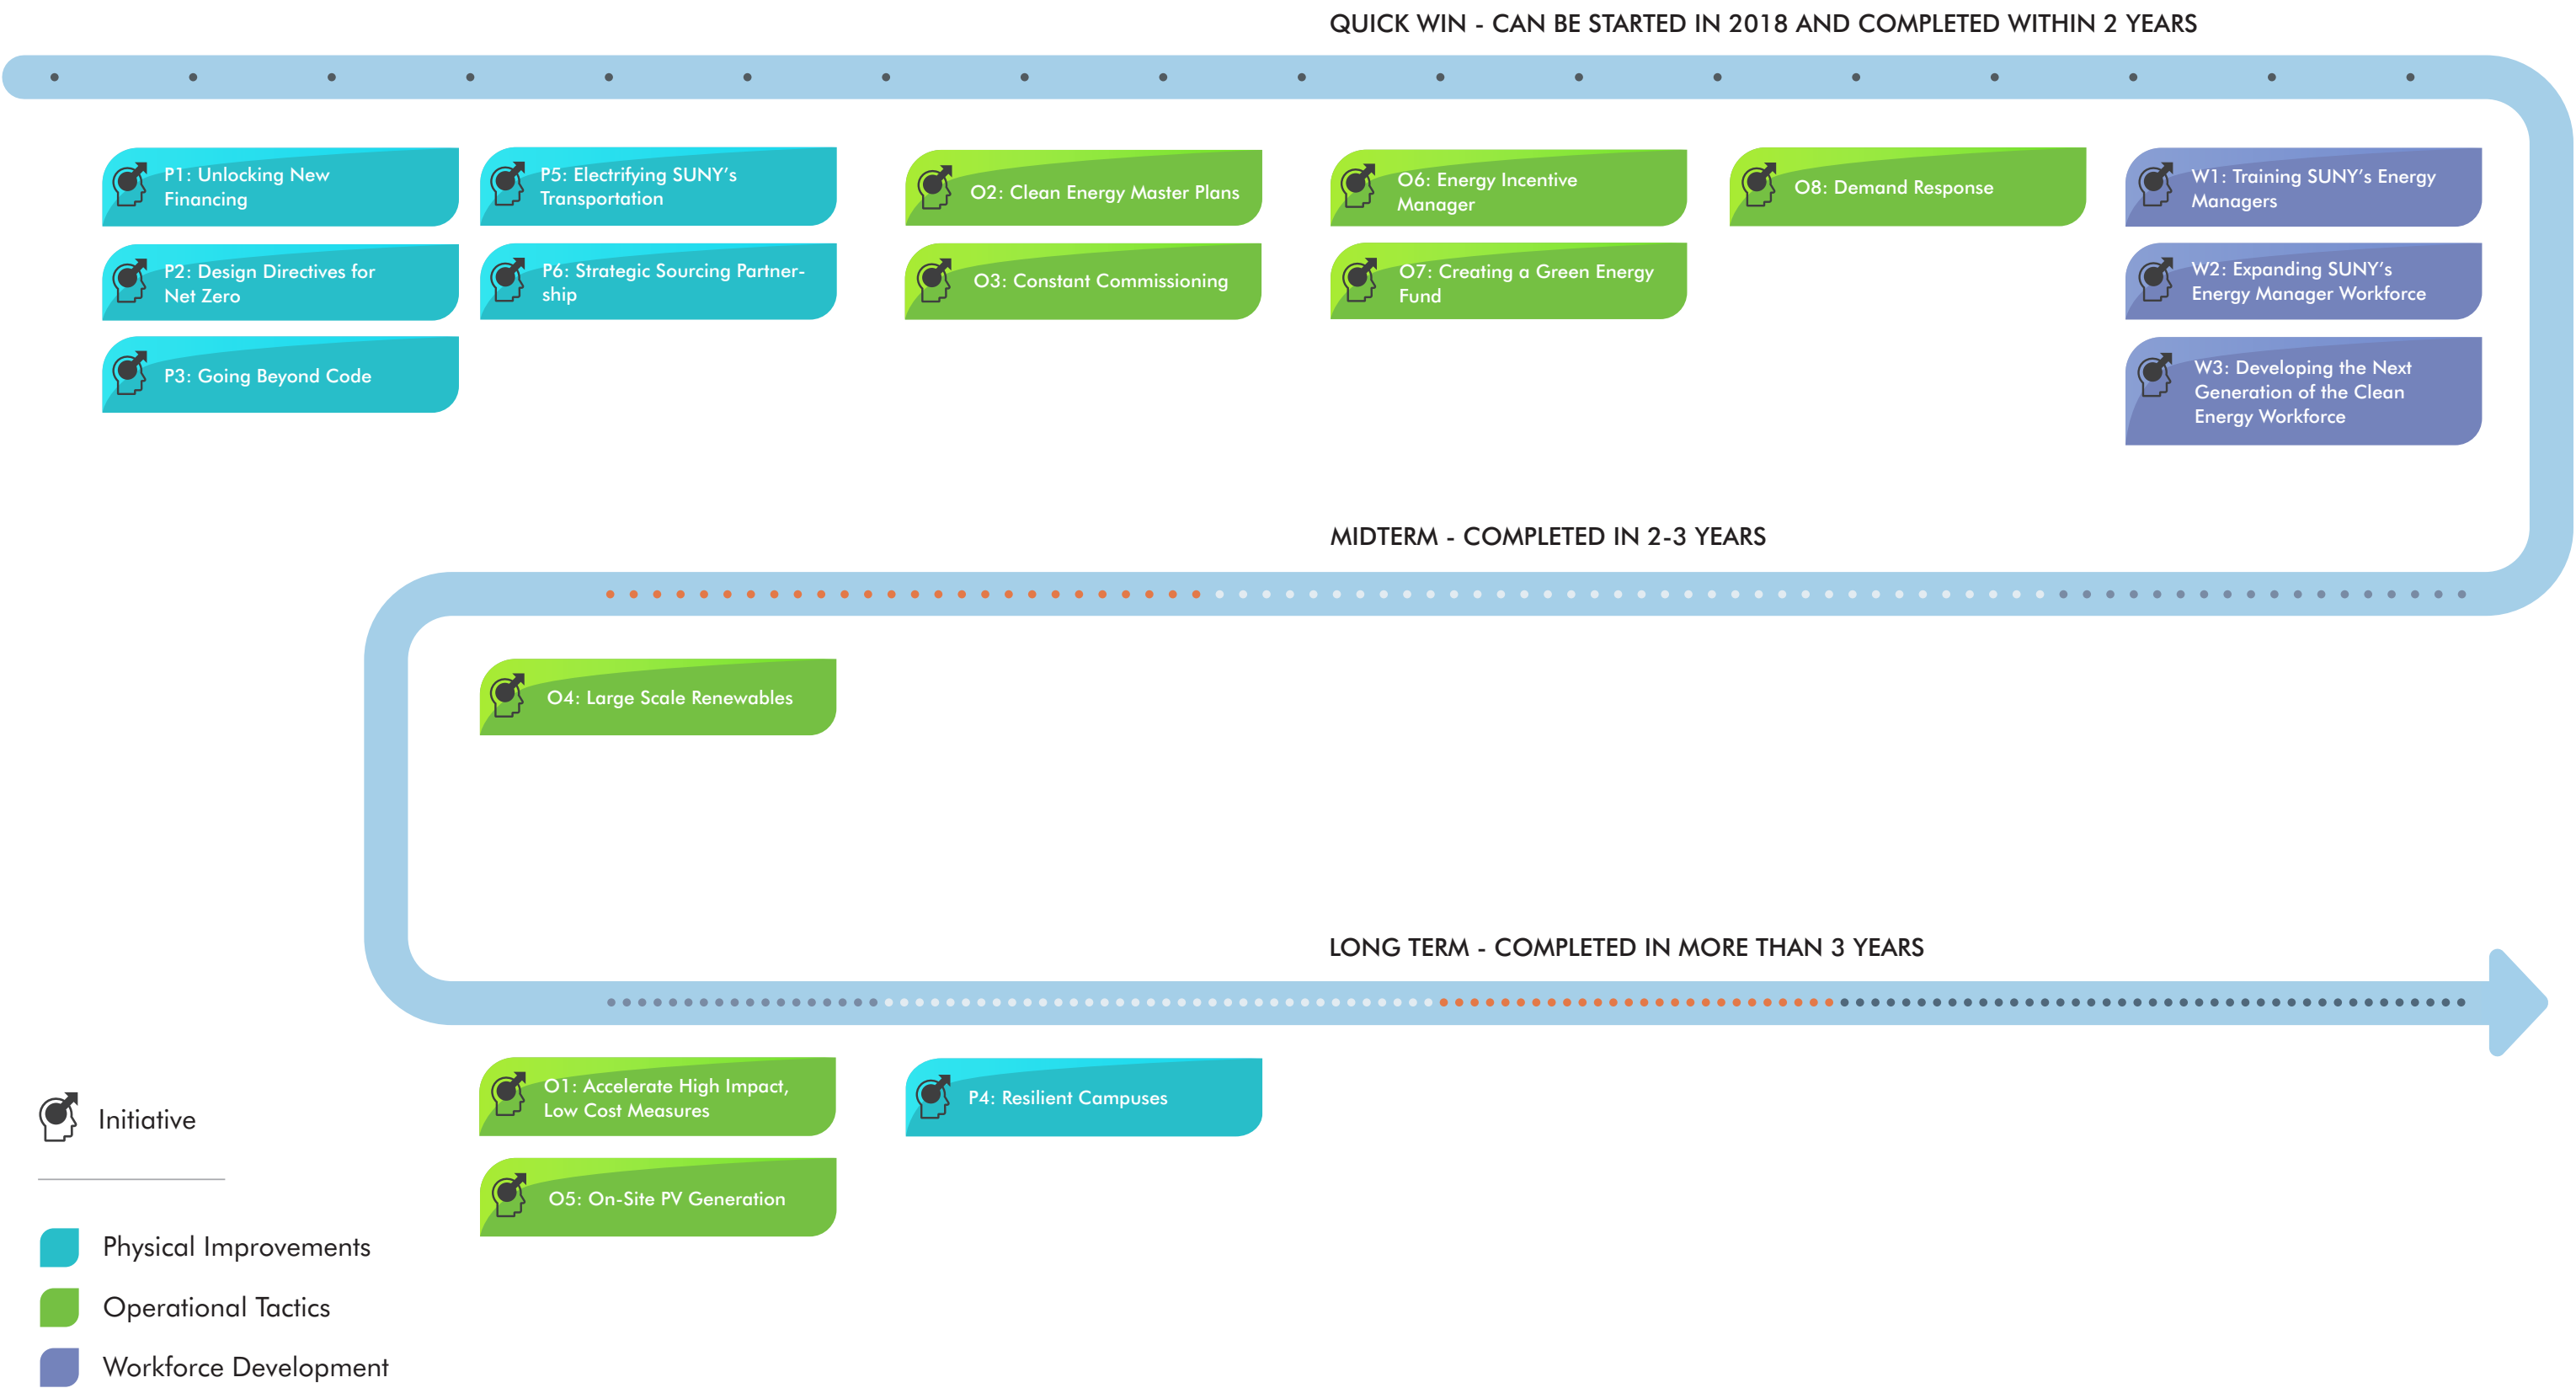 QUICK WIN - CAN BE STARTED IN 2018 AND COMPLETED WITHIN 2 YEARS
P1: Unlocking New
Financing
P2: Design Directives for
Net Zero
P3: Going Beyond Code
P5: Electrifying SUNY’s
Transportation
P6: Strategic Sourcing Partner-
ship
O2: Clean Energy Master Plans
O3: Constant Commissioning
O6: Energy Incentive
Manager
O7: Creating a Green Energy
Fund
O8: Demand Response
W1: Training SUNY’s Energy
Managers
W2: Expanding SUNY’s
Energy Manager Workforce
W3: Developing the Next
Generation of the Clean
Energy Workforce
MIDTERM - COMPLETED IN 2-3 YEARS
O4: Large Scale Renewables
LONG TERM - COMPLETED IN MORE THAN 3 YEARS
O1: Accelerate High Impact,
Low Cost Measures
O5: On-Site PV Generation
P4: Resilient Campuses
Initiative
Physical Improvements
Operational Tactics
Workforce Development